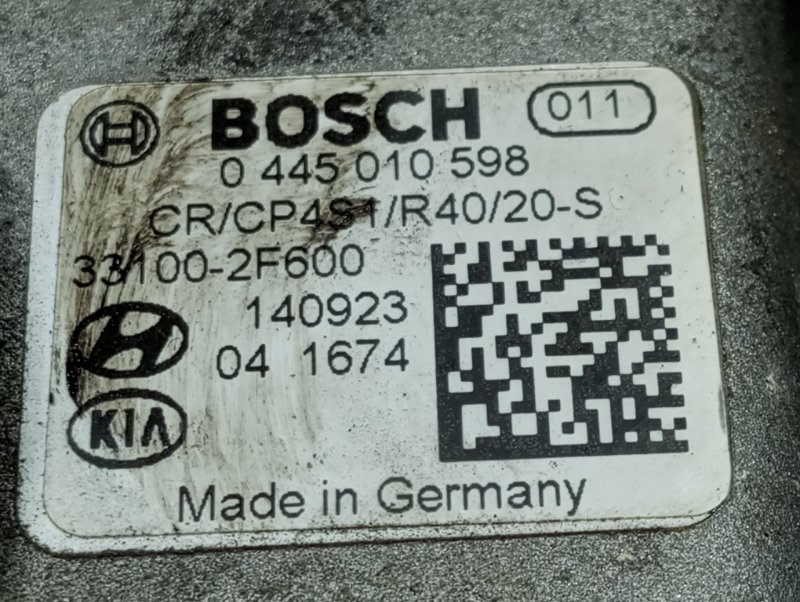 BOSCH 011
0 445 010 598
CR/CP4S1/R40/20-S
33100-2F600
140923
04 1674
KIA
Made in Germany